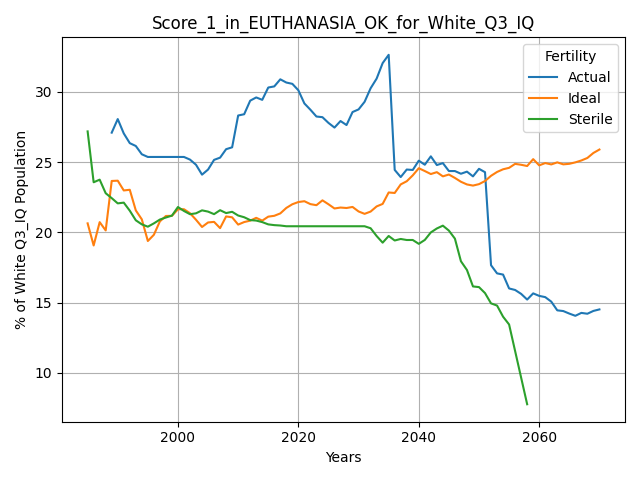 Score_1_in_EUTHANASIA_OK_for_White_Q3_IQ
Fertility
Actual
Ideal
Sterile
% of White Q3_IQ Population
30
25
20
15
10
2000
2020
2040
2060
Years